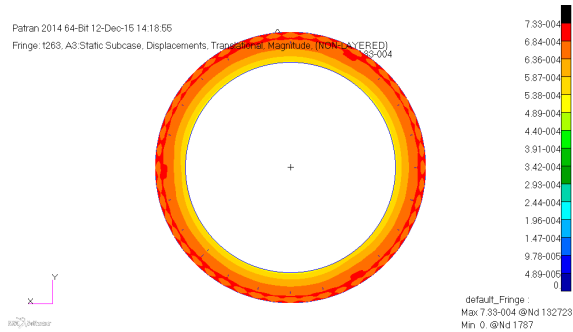 Patran 2014 64-Bit 12-Dec-15 14:18:55
Fringe: t263, A3:Static Subcase, Displacements, Translational, Magnitude, (NON-LAYERED)
33-004
7.33-004
6.84-004
6.36-004
5.87-004
5.38-004
4.89-004
4.40-004
3.91-004
3.42-004
2.93-004
2.44-004
1.96-004
1.47-004
9.78-005
4.89-005
0.
default_Fringe :
Max 7.33-004 @Nd 132723
Min 0. @Nd 1787
Y
X